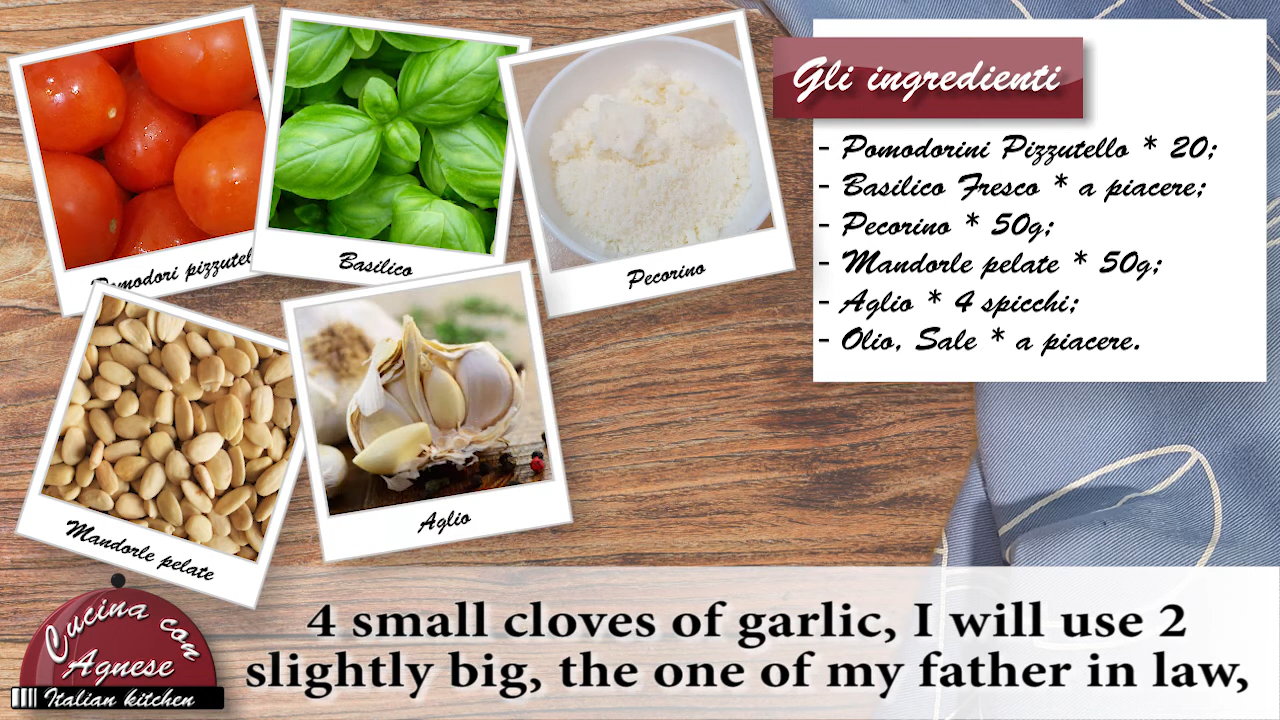 Gli ingredienti
- Pomodorini Pizzutello * 20;
- Basilico Fresco * a piacere;
- Pecorino * 50g;
- Mandorle pelate * 50g;
- Aglio * 4 spicchi;
- Olio, Sale * a piacere.
Pomodori pizzutel
Basilico
Pecorino
Mandorle pelate
Aglio
Cucina con
Agnese
Italian kitchen
4 small cloves of garlic, I will use 2
slightly big, the one of my father in law,